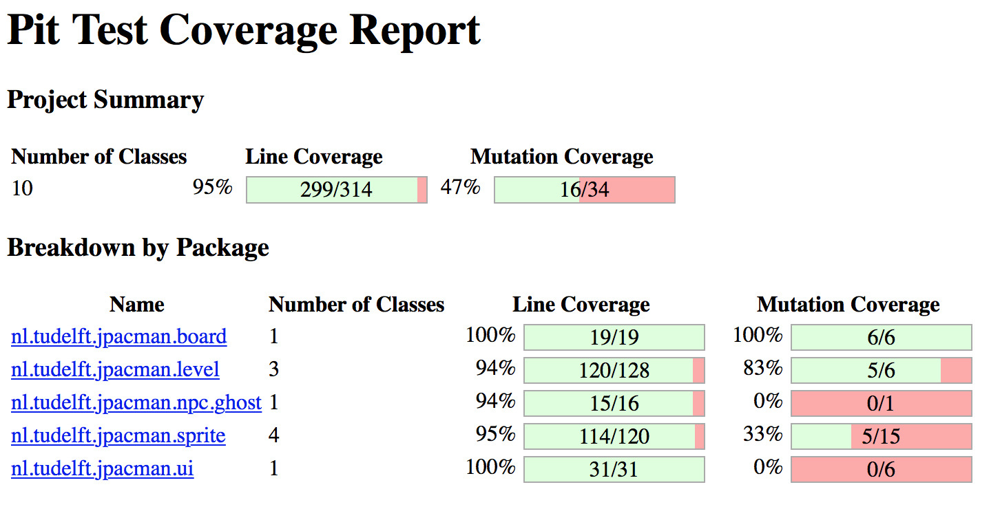 Pit Test Coverage Report
Project Summary
Number of Classes Line Coverage Mutation Coverage
10 95% 299/314 47% 16/34
Breakdown by Package
Name Number of Classes Line Coverage Mutation Coverage
nl.tudelft.jpacman.board 1 100% 19/19 100% 6/6
nl.tudelft.jpacman.level 3 94% 120/128 83% 5/6
nl.tudelft.jpacman.npc.ghost 1 94% 15/16 0% 0/1
nl.tudelft.jpacman.sprite 4 95% 114/120 33% 5/15
nl.tudelft.jpacman.ui 1 100% 31/31 0% 0/6